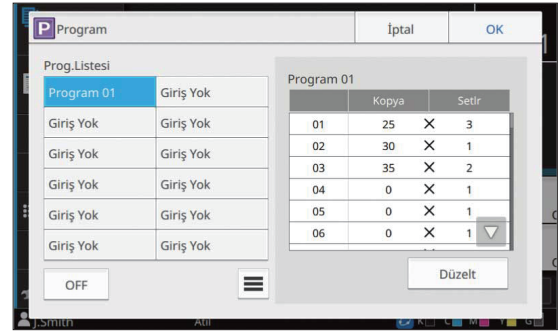 P Program İptal OK
Prog.Listesi
Program 01 Giriş Yok
Giriş Yok Giriş Yok
Giriş Yok Giriş Yok
Giriş Yok Giriş Yok
Giriş Yok Giriş Yok
Giriş Yok Giriş Yok
OFF
Program 01
Kopya Setlr
01 25 X 3
02 30 X 1
03 35 X 2
04 0 X 1
05 0 X 1
06 0 X 1
Düzelt
J.Smith Atıl K C M Y G